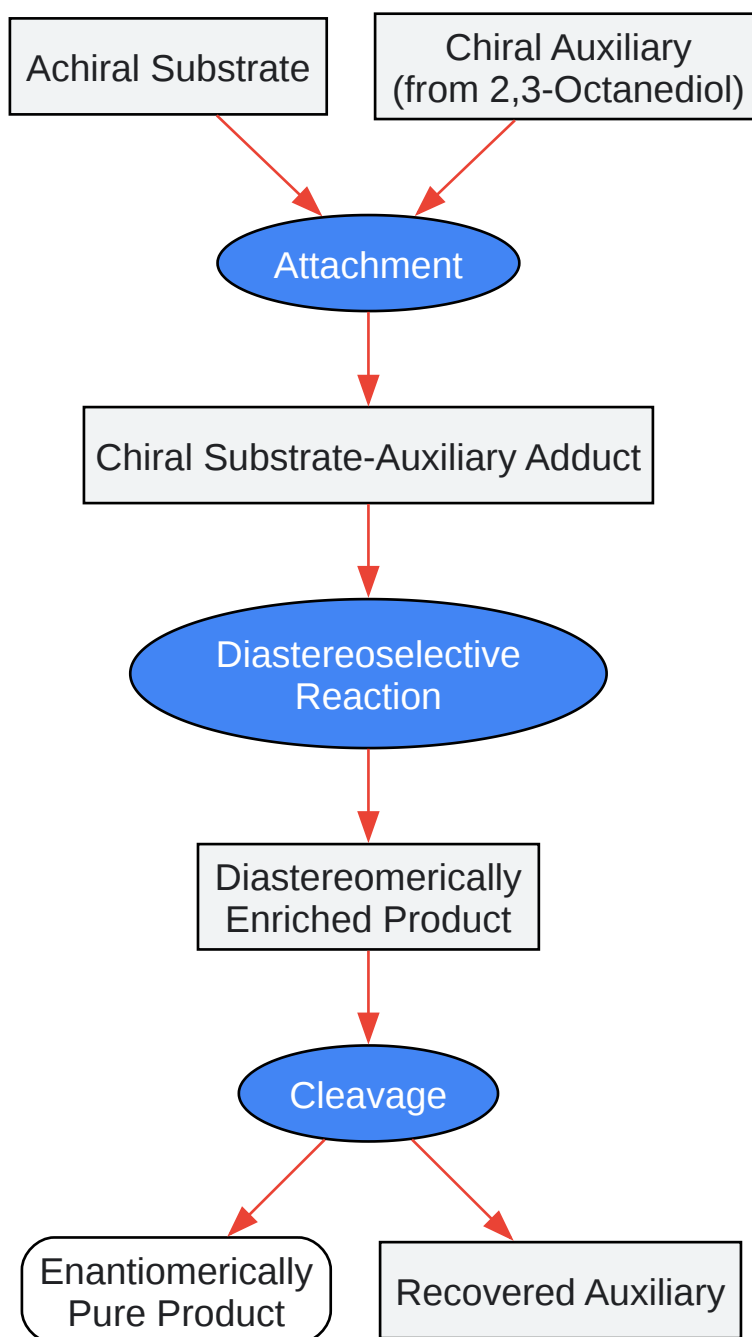 Achiral Substrate
Chiral Auxiliary
(from 2,3-Octanediol)
Attachment
Chiral Substrate-Auxiliary Adduct
Diastereoselective
Reaction
Diastereomerically
Enriched Product
Cleavage
Enantiomerically
Pure Product
Recovered Auxiliary